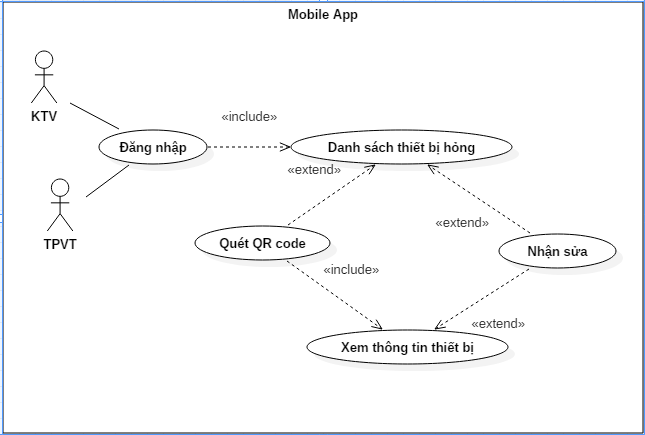 Mobile App
KTV
«include»
Đăng nhập
Danh sách thiết bị hỏng
«extend»
TPVT
«extend»
Quét QR code
Nhận sửa
«include»
«extend»
Xem thông tin thiết bị